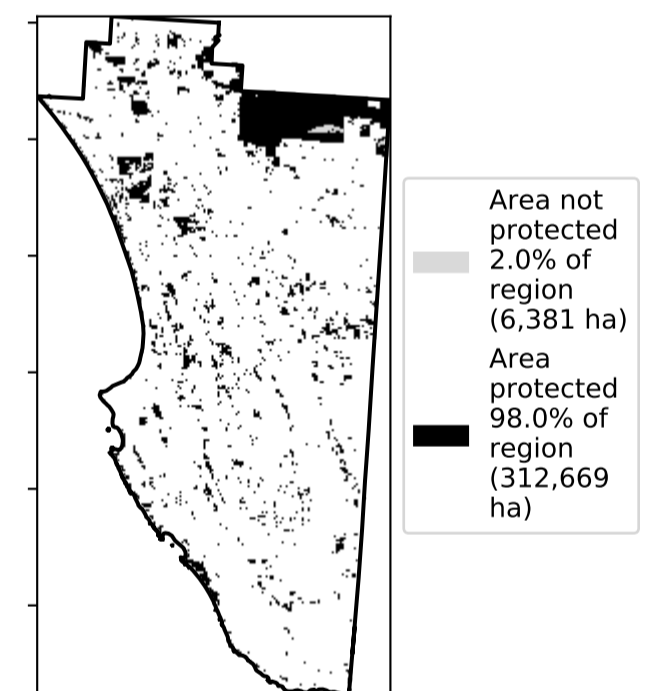 Area not
protected
2.0% of
region
(6,381 ha)
Area
protected
98.0% of
region
(312,669
ha)